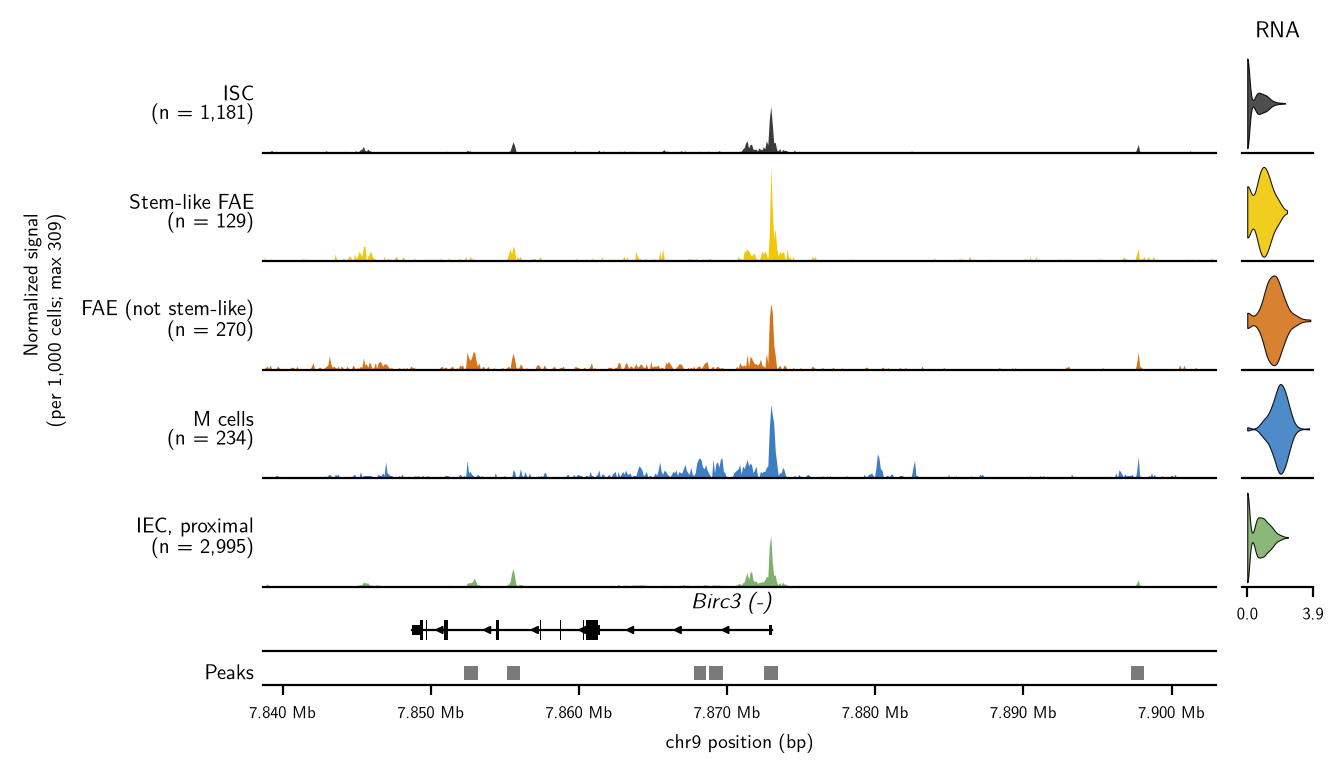 RNA
ISC
(n = 1,181)
Stem-like FAE
(n = 129)
Normalized signal
(per 1,000 cells; max 309)
FAE (not stem-like)
(n = 270)
M cells
(n = 234)
IEC, proximal
(n = 2,995)
Birc3 (-)
0.0 3.9
Peaks
7.840 Mb 7.850 Mb 7.860 Mb 7.870 Mb 7.880 Mb 7.890 Mb 7.900 Mb
chr9 position (bp)